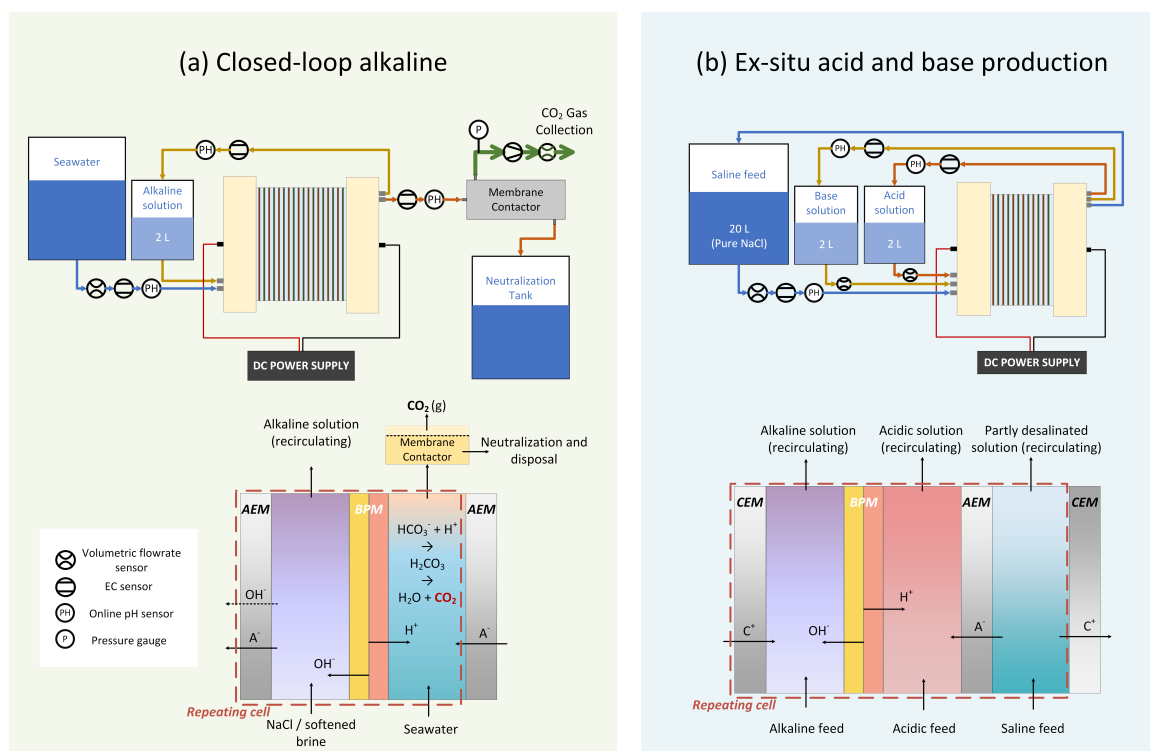 (a) Closed-loop alkaline
Seawater
PH
Alkaline
solution
2 L
PH
PH
P
CO₂ Gas
Collection
Membrane
Contactor
Neutralization
Tank
DC POWER SUPPLY
Alkaline solution
(recirculating)
CO₂ (g)
Membrane
Contactor
Neutralization and
disposal
AEM
BPM
AEM
HCO₃⁻ + H⁺
→
H₂CO₃
→
H₂O + CO₂
OH⁻
A⁻
OH⁻
H⁺
A⁻
Repeating cell
NaCl / softened
brine
Seawater
Volumetric flowrate
sensor
EC sensor
PH
Online pH sensor
P
Pressure gauge
(b) Ex-situ acid and base production
Saline feed
20 L
(Pure NaCl)
PH
PH
Base
solution
2 L
Acid
solution
2 L
PH
DC POWER SUPPLY
Alkaline solution
(recirculating)
Acidic solution
(recirculating)
Partly desalinated
solution (recirculating)
CEM
BPM
AEM
CEM
C⁺
OH⁻
H⁺
A⁻
C⁺
Repeating cell
Alkaline feed
Acidic feed
Saline feed